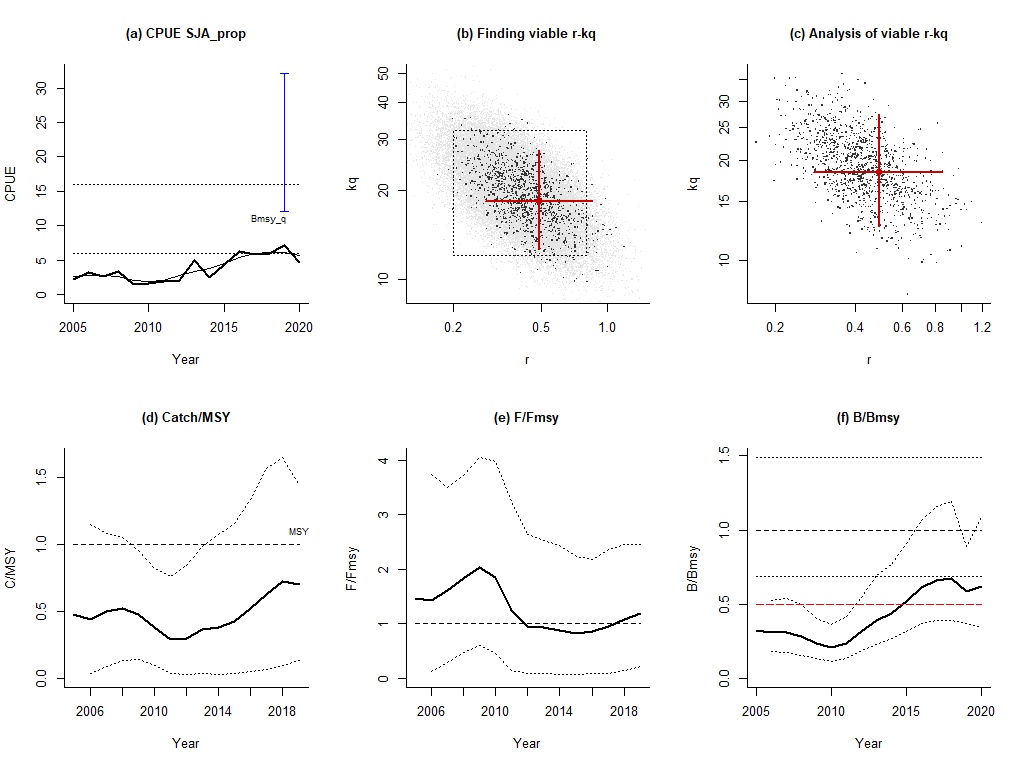 (a) CPUE SJA_prop
CPUE
30
25
20
15
10
5
0
Bmsy_q
2005 2010 2015 2020
Year
(b) Finding viable r-kq
kq
50
40
30
20
10
0.2 0.5 1.0
r
(c) Analysis of viable r-kq
kq
30
25
20
15
10
0.2 0.4 0.6 0.8 1.2
r
(d) Catch/MSY
C/MSY
1.5
1.0
0.5
0.0
MSY
2006 2010 2014 2018
Year
(e) F/Fmsy
F/Fmsy
4
3
2
1
0
2006 2010 2014 2018
Year
(f) B/Bmsy
B/Bmsy
1.5
1.0
0.5
0.0
2005 2010 2015 2020
Year